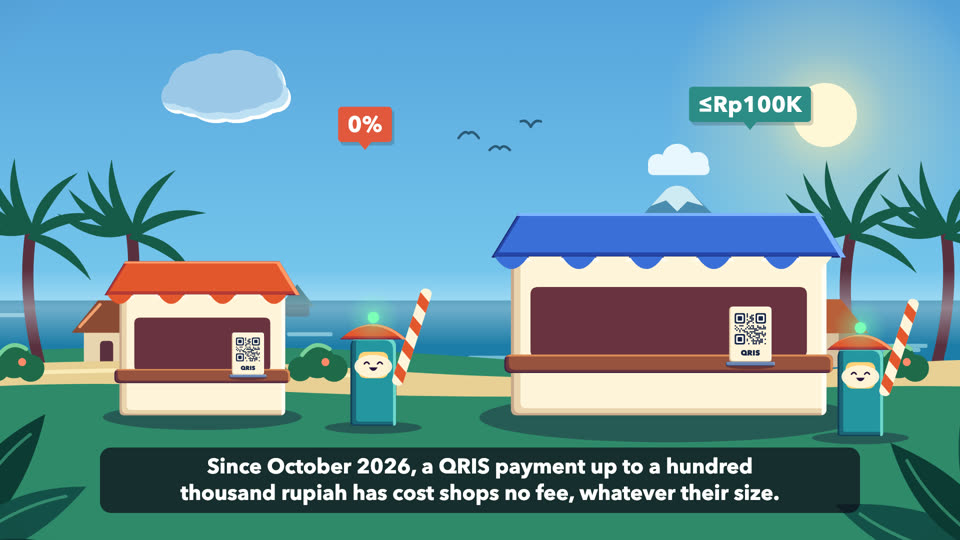 0%
≤Rp100K
QRIS
QRIS
Since October 2026, a QRIS payment up to a hundred
thousand rupiah has cost shops no fee, whatever their size.